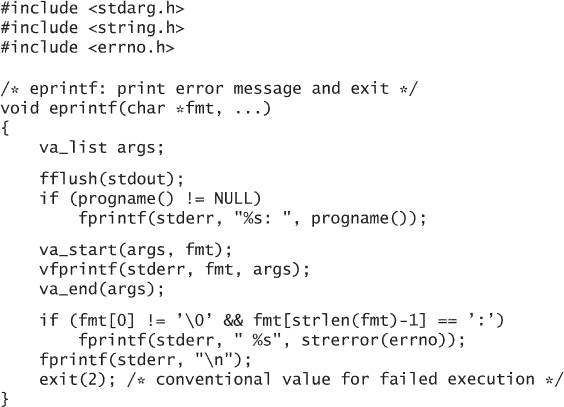 #include <stdarg.h>
#include <string.h>
#include <errno.h>
/* eprintf: print error message and exit */
void eprintf(char *fmt, ...)
{
    va_list args;
    fflush(stdout);
    if (progname() != NULL)
        fprintf(stderr, "%s: ", progname());
    va_start(args, fmt);
    vfprintf(stderr, fmt, args);
    va_end(args);
    if (fmt[0] != '\0' && fmt[strlen(fmt)-1] == ':')
        fprintf(stderr, " %s", strerror(errno));
    fprintf(stderr, "\n");
    exit(2); /* conventional value for failed execution */
}